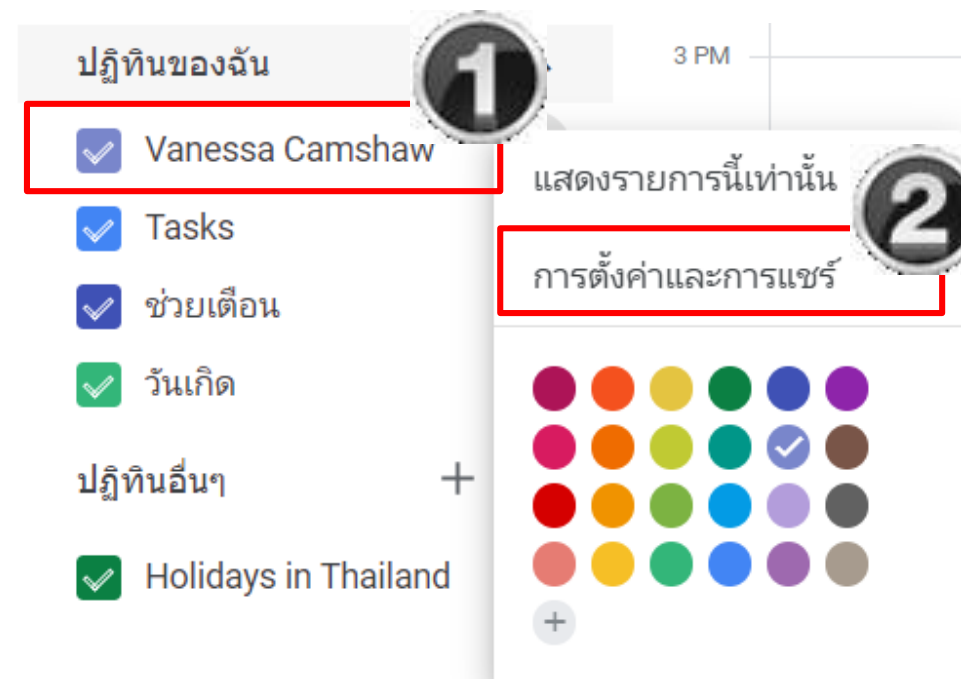 ปฏิทินของฉัน
1
3 PM
Vanessa Camshaw
แสดงรายการนี้เท่านั้น
2
Tasks
การตั้งค่าและการแชร์
ช่วยเตือน
วันเกิด
ปฏิทินอื่นๆ
Holidays in Thailand